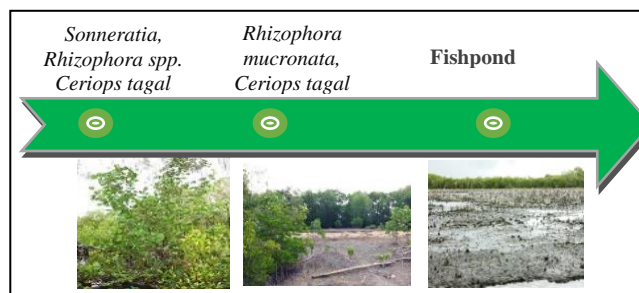 Sonneratia,
Rhizophora spp.
Ceriops tagal
Rhizophora
mucronata,
Ceriops tagal
Fishpond